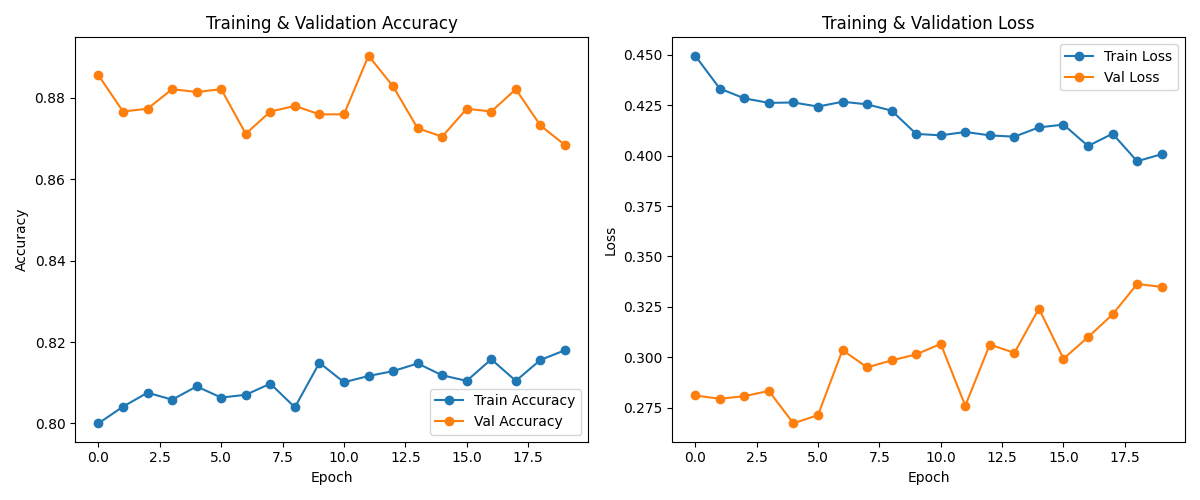 Training & Validation Accuracy
Accuracy
0.88
0.86
0.84
0.82
0.80
0.0 2.5 5.0 7.5 10.0 12.5 15.0 17.5
Epoch
Train Accuracy
Val Accuracy
Training & Validation Loss
Loss
0.450
0.425
0.400
0.375
0.350
0.325
0.300
0.275
0.0 2.5 5.0 7.5 10.0 12.5 15.0 17.5
Epoch
Train Loss
Val Loss